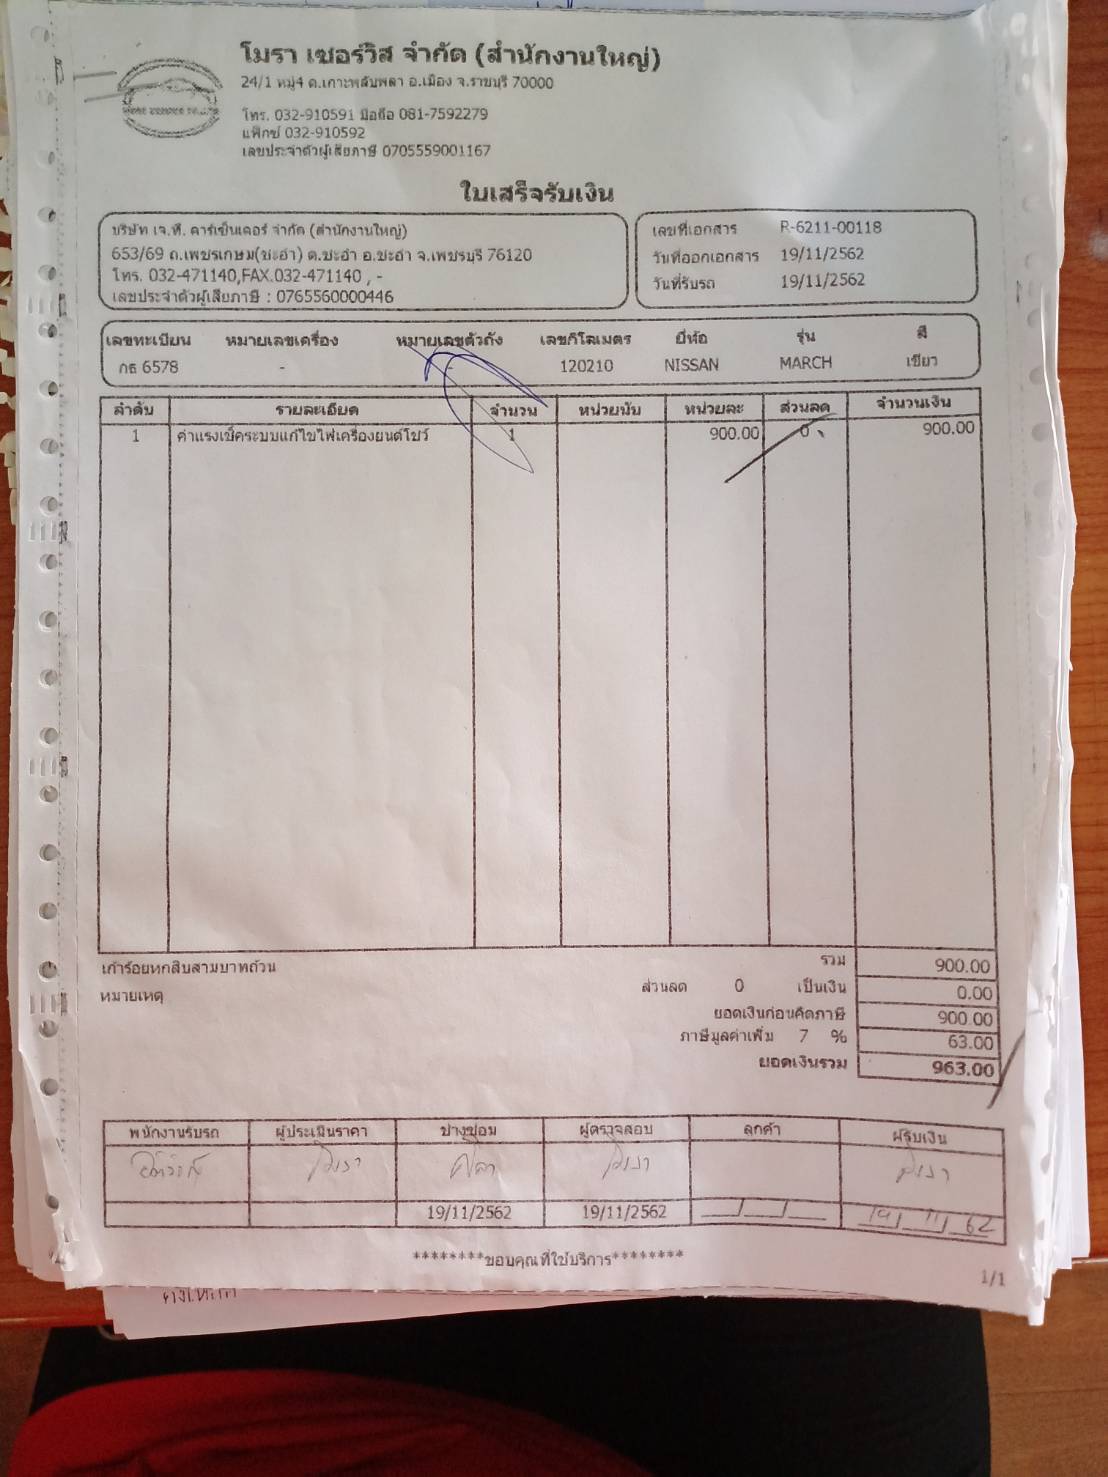 โมรา เซอร์วิส จำกัด (สำนักงานใหญ่)
24/1 หมู่4 ต.เกาะพลับพลา อ.เมือง จ.ราชบุรี 70000
โทร. 032-910591 มือถือ 081-7592279
แฟ็กซ์ 032-910592
เลขประจำตัวผู้เสียภาษี 0705559001167
ใบเสร็จรับเงิน
บริษัท เจ.ที. คาร์เซ็นเตอร์ จำกัด (สำนักงานใหญ่)
653/69 ถ.เพชรเกษม(ชะอำ) ต.ชะอำ อ.ชะอำ จ.เพชรบุรี 76120
โทร. 032-471140,FAX.032-471140 , -
เลขประจำตัวผู้เสียภาษี : 0765560000446
เลขที่เอกสาร R-6211-00118
วันที่ออกเอกสาร 19/11/2562
วันที่รับรถ 19/11/2562
เลขทะเบียน หมายเลขเครื่อง หมายเลขตัวถัง เลขกิโลเมตร ยี่ห้อ รุ่น สี
กธ 6578 - - 120210 NISSAN MARCH เขียว
ลำดับ รายละเอียด จำนวน หน่วยนับ หน่วยละ ส่วนลด จำนวนเงิน
1 ค่าแรงเช็คระบบแก้ไขไฟเครื่องยนต์โชว์ 1 900.00 0 900.00
เก้าร้อยหกสิบสามบาทถ้วน
รวม 900.00
หมายเหตุ
ส่วนลด 0 เป็นเงิน 0.00
ยอดเงินก่อนคิดภาษี 900.00
ภาษีมูลค่าเพิ่ม 7 % 63.00
ยอดเงินรวม 963.00
พนักงานรับรถ ผู้ประเมินราคา ช่างซ่อม ผู้ตรวจสอบ ลูกค้า ผู้รับเงิน
19/11/2562 19/11/2562 __/__/__ 19/11/62
********ขอบคุณที่ใช้บริการ********
1/1